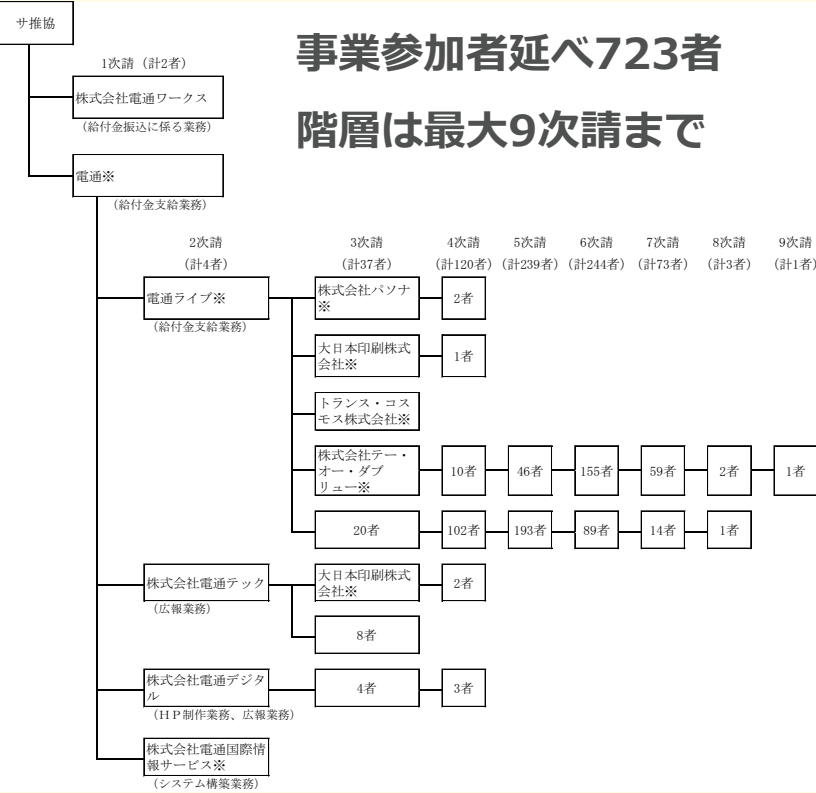 サ推協
事業参加者延べ723者
階層は最大9次請まで
1次請（計2者）
株式会社電通ワークス
（給付金振込に係る業務）
電通※
（給付金支給業務）
2次請
（計4者）
3次請
（計37者）
4次請
（計120者）
5次請
（計239者）
6次請
（計244者）
7次請
（計73者）
8次請
（計3者）
9次請
（計1者）
電通ライブ※
（給付金支給業務）
株式会社パソナ
※
2者
大日本印刷株式
会社※
1者
トランス・コス
モス株式会社※
株式会社テー・
オー・ダブ
リュー※
10者
46者
155者
59者
2者
1者
20者
102者
193者
89者
14者
1者
株式会社電通テック
（広報業務）
大日本印刷株式
会社※
2者
8者
株式会社電通デジタ
ル
（ＨＰ制作業務、広報業務）
4者
3者
株式会社電通国際情
報サービス※
（システム構築業務）